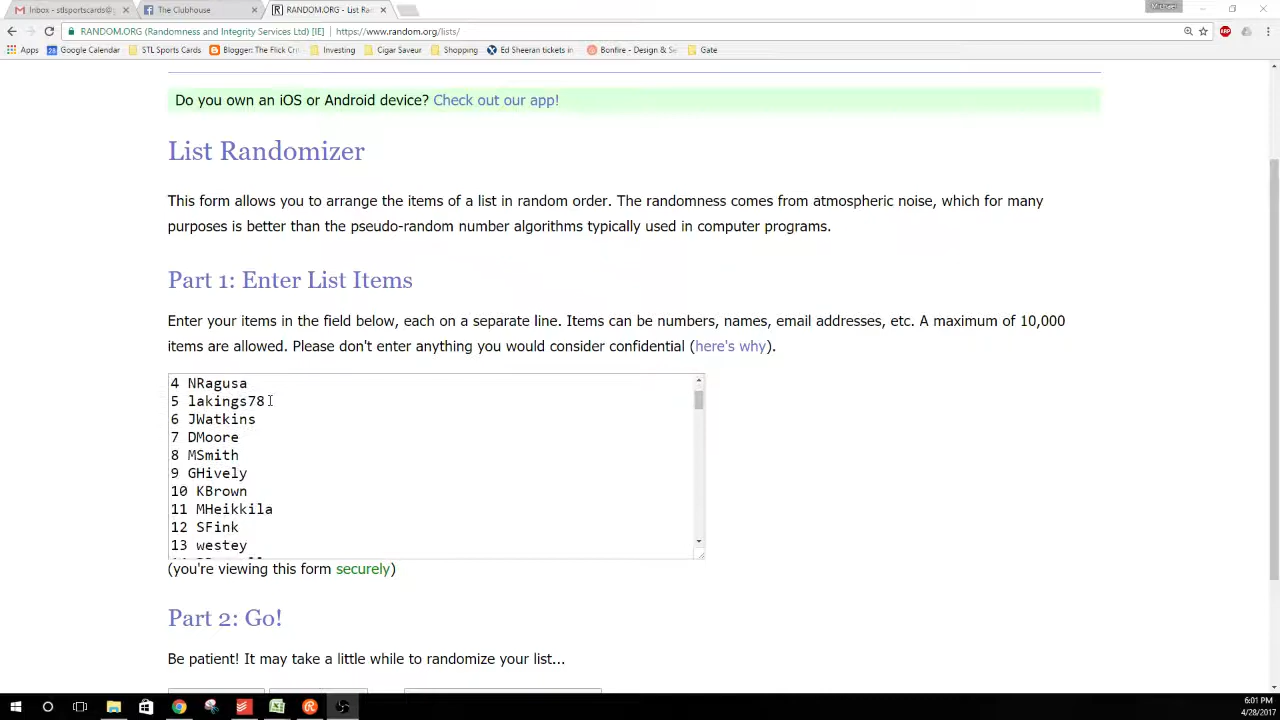 Michael
Inbox - stlsportscards@g
The Clubhouse
RANDOM.ORG - List Ra
RANDOM.ORG (Randomness and Integrity Services Ltd) [IE]
https://www.random.org/lists/
Apps
Google Calendar
STL Sports Cards
Blogger: The Flick Cr
Investing
Cigar Saveur
Shopping
Ed Sheeran tickets in
Bonfire - Design & Se
Gate
Do you own an iOS or Android device? Check out our app!
List Randomizer
This form allows you to arrange the items of a list in random order. The randomness comes from atmospheric noise, which for many
purposes is better than the pseudo-random number algorithms typically used in computer programs.
Part 1: Enter List Items
Enter your items in the field below, each on a separate line. Items can be numbers, names, email addresses, etc. A maximum of 10,000
items are allowed. Please don't enter anything you would consider confidential (here's why).
4 NRagusa
5 lakings78
6 JWatkins
7 DMoore
8 MSmith
9 GHively
10 KBrown
11 MHeikkila
12 SFink
13 westey
(you're viewing this form securely)
Part 2: Go!
Be patient! It may take a little while to randomize your list...
6:01 PM
4/28/2017